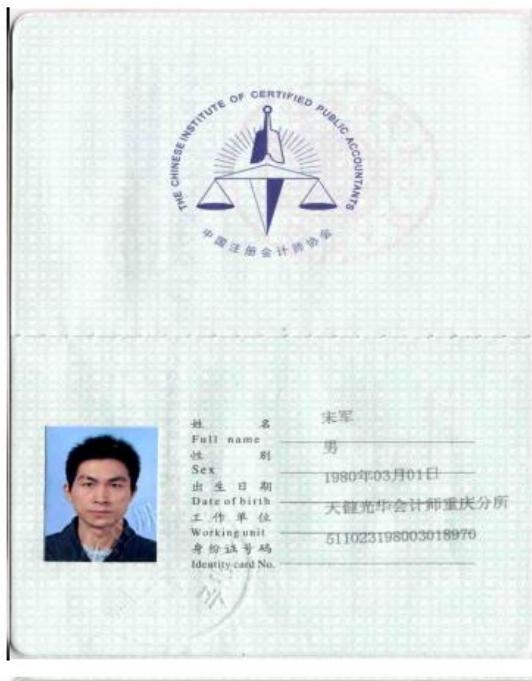 THE CHINESE INSTITUTE OF CERTIFIED PUBLIC ACCOUNTANTS
中国注册会计师协会
姓 名
Full name
宋军
性 别
Sex
男
出 生 日 期
Date of birth
1980年03月01日
工 作 单 位
Working unit
天健光华会计师重庆分所
身 份 证 号 码
Identity card No.
511023198003018970